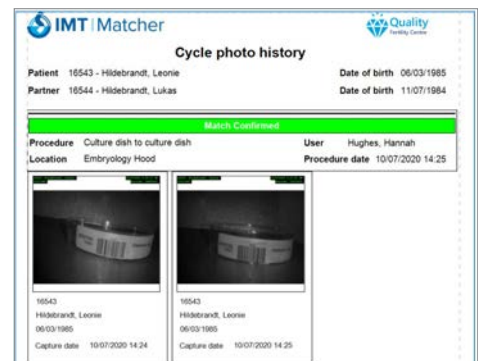 IMT Matcher
Quality
Fertility Centre
Cycle photo history
Patient 16543 - Hildebrandt, Leonie Date of birth 06/03/1985
Partner 16544 - Hildebrandt, Lukas Date of birth 11/07/1984
Match Confirmed
Procedure Culture dish to culture dish User Hughes, Hannah
Location Embryology Hood Procedure date 10/07/2020 14:25
16543 16543
Hildebrandt, Leonie Hildebrandt, Leonie
06/03/1985 06/03/1985
Capture date 10/07/2020 14:24 Capture date 10/07/2020 14:25